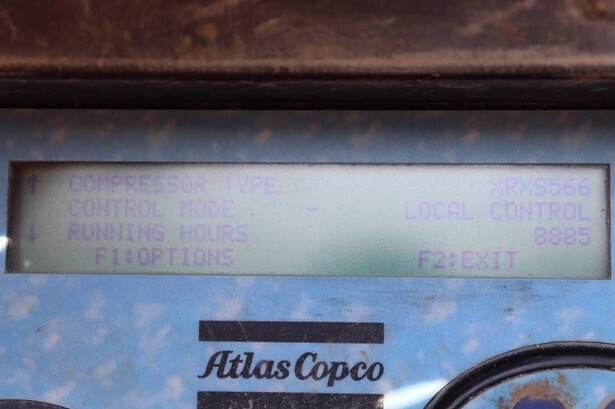 ↑ COMPRESSOR TYPE XRXS566
CONTROL MODE - LOCAL CONTROL
↓ RUNNING HOURS 8885
F1:OPTIONS F2:EXIT
Atlas Copco